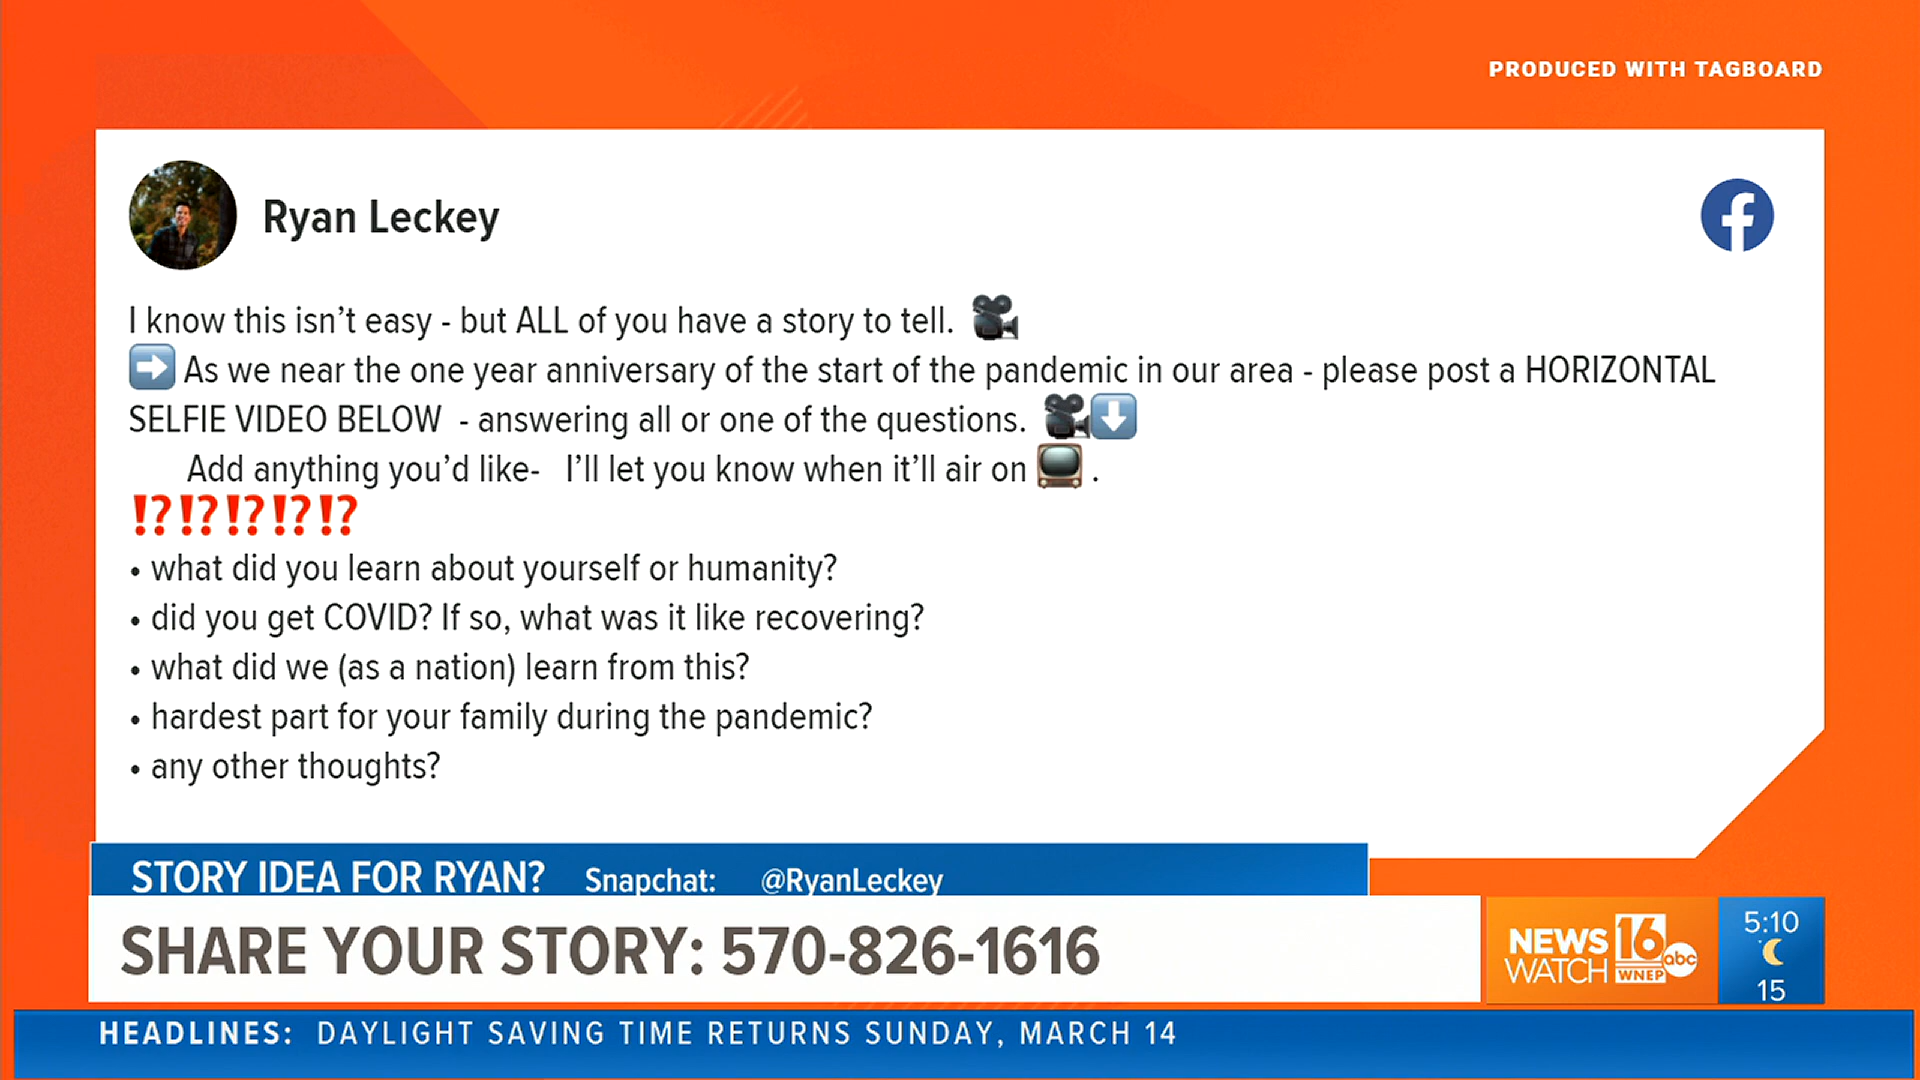 PRODUCED WITH TAGBOARD
Ryan Leckey
I know this isn’t easy - but ALL of you have a story to tell. 🎥
➡️ As we near the one year anniversary of the start of the pandemic in our area - please post a HORIZONTAL
SELFIE VIDEO BELOW - answering all or one of the questions. 🎥⬇️
Add anything you’d like- I’ll let you know when it’ll air on 📺 .
⁉️⁉️⁉️⁉️⁉️
• what did you learn about yourself or humanity?
• did you get COVID? If so, what was it like recovering?
• what did we (as a nation) learn from this?
• hardest part for your family during the pandemic?
• any other thoughts?
STORY IDEA FOR RYAN? Snapchat: @RyanLeckey
SHARE YOUR STORY: 570-826-1616
NEWS WATCH 16 WNEP abc
5:10
15
HEADLINES: DAYLIGHT SAVING TIME RETURNS SUNDAY, MARCH 14